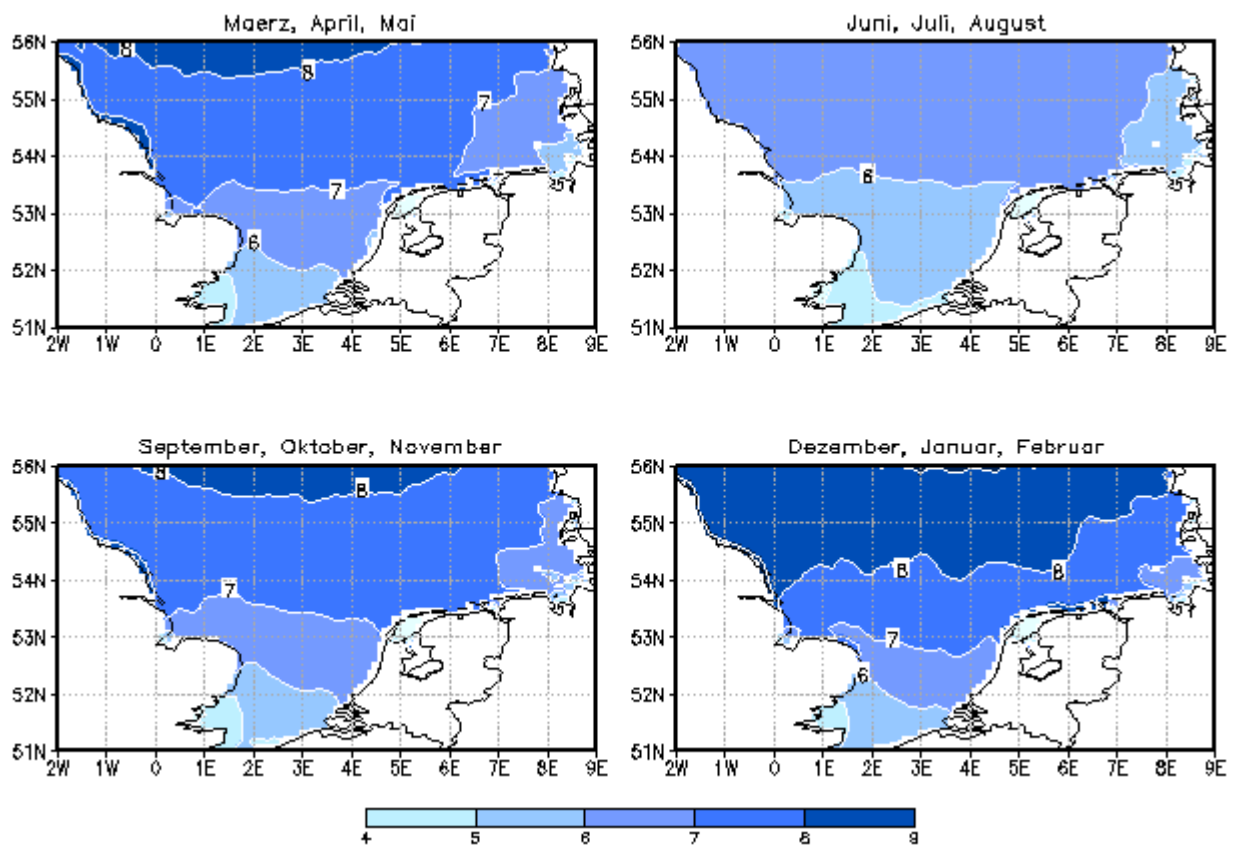 Maerz, April, Mai
56N
55N
54N
53N
52N
51N
2W 1W 0 1E 2E 3E 4E 5E 6E 7E 8E 9E
8
8
7
7
6
Juni, Juli, August
56N
55N
54N
53N
52N
51N
2W 1W 0 1E 2E 3E 4E 5E 6E 7E 8E 9E
6
September, Oktober, November
56N
55N
54N
53N
52N
51N
2W 1W 0 1E 2E 3E 4E 5E 6E 7E 8E 9E
8
8
7
Dezember, Januar, Februar
56N
55N
54N
53N
52N
51N
2W 1W 0 1E 2E 3E 4E 5E 6E 7E 8E 9E
8
8
7
6
4 5 6 7 8 9